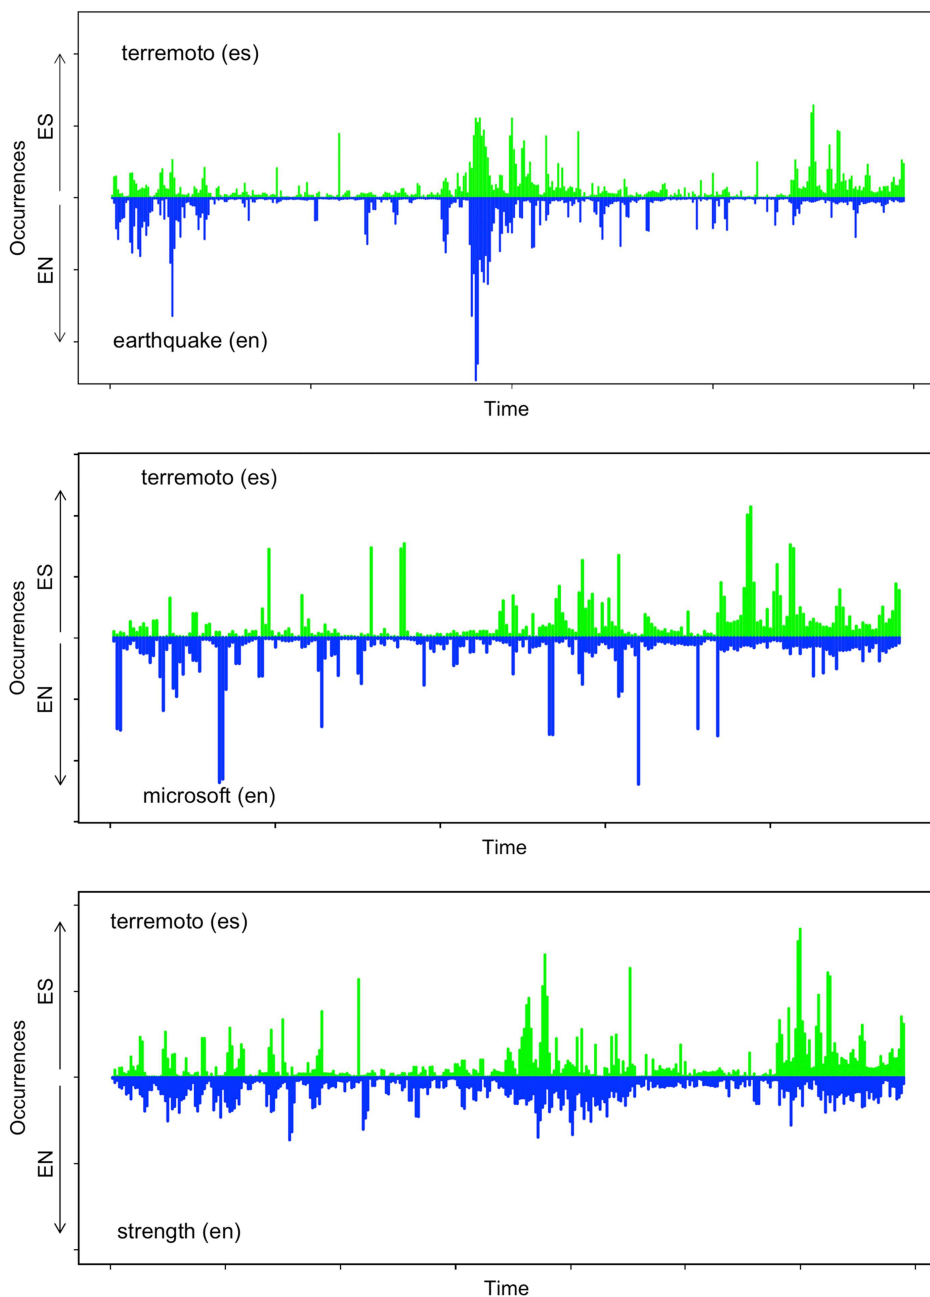 terremoto (es)
Occurrences
ES
EN
earthquake (en)
Time
terremoto (es)
Occurrences
ES
EN
microsoft (en)
Time
terremoto (es)
Occurrences
ES
EN
strength (en)
Time